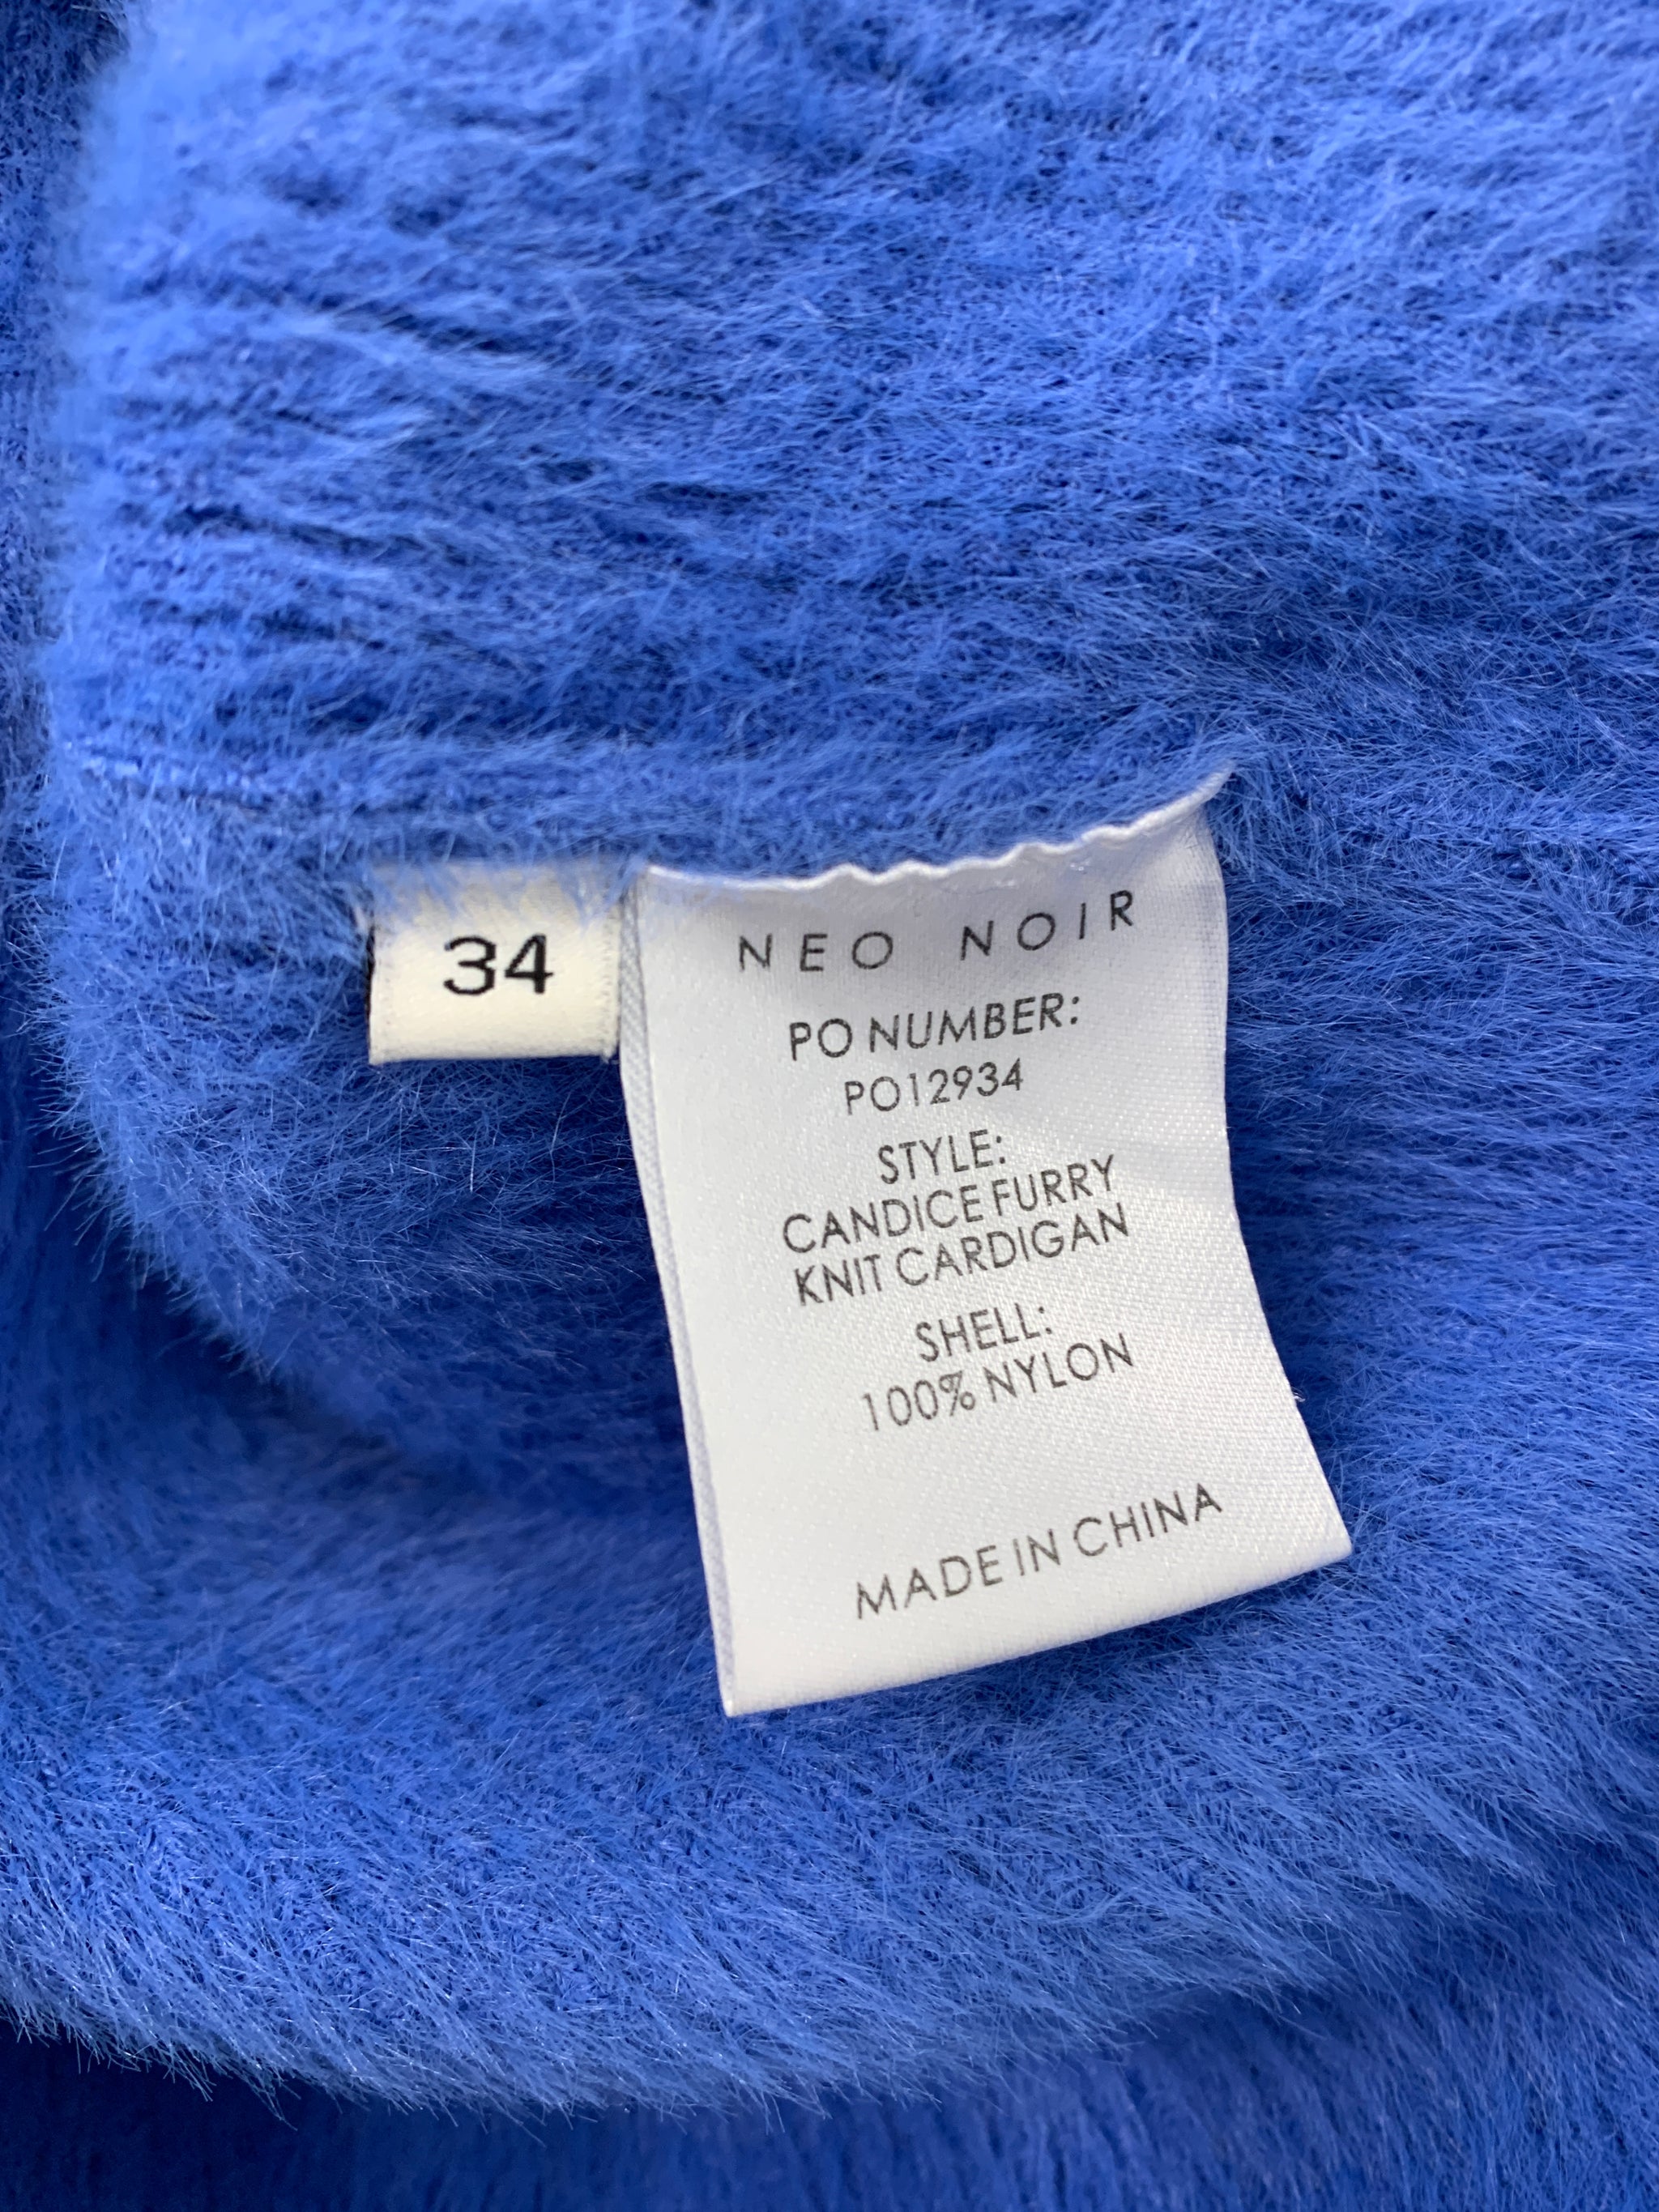 34
NEO NOIR
PO NUMBER:
PO12934
STYLE:
CANDICE FURRY
KNIT CARDIGAN
SHELL:
100% NYLON
MADE IN CHINA